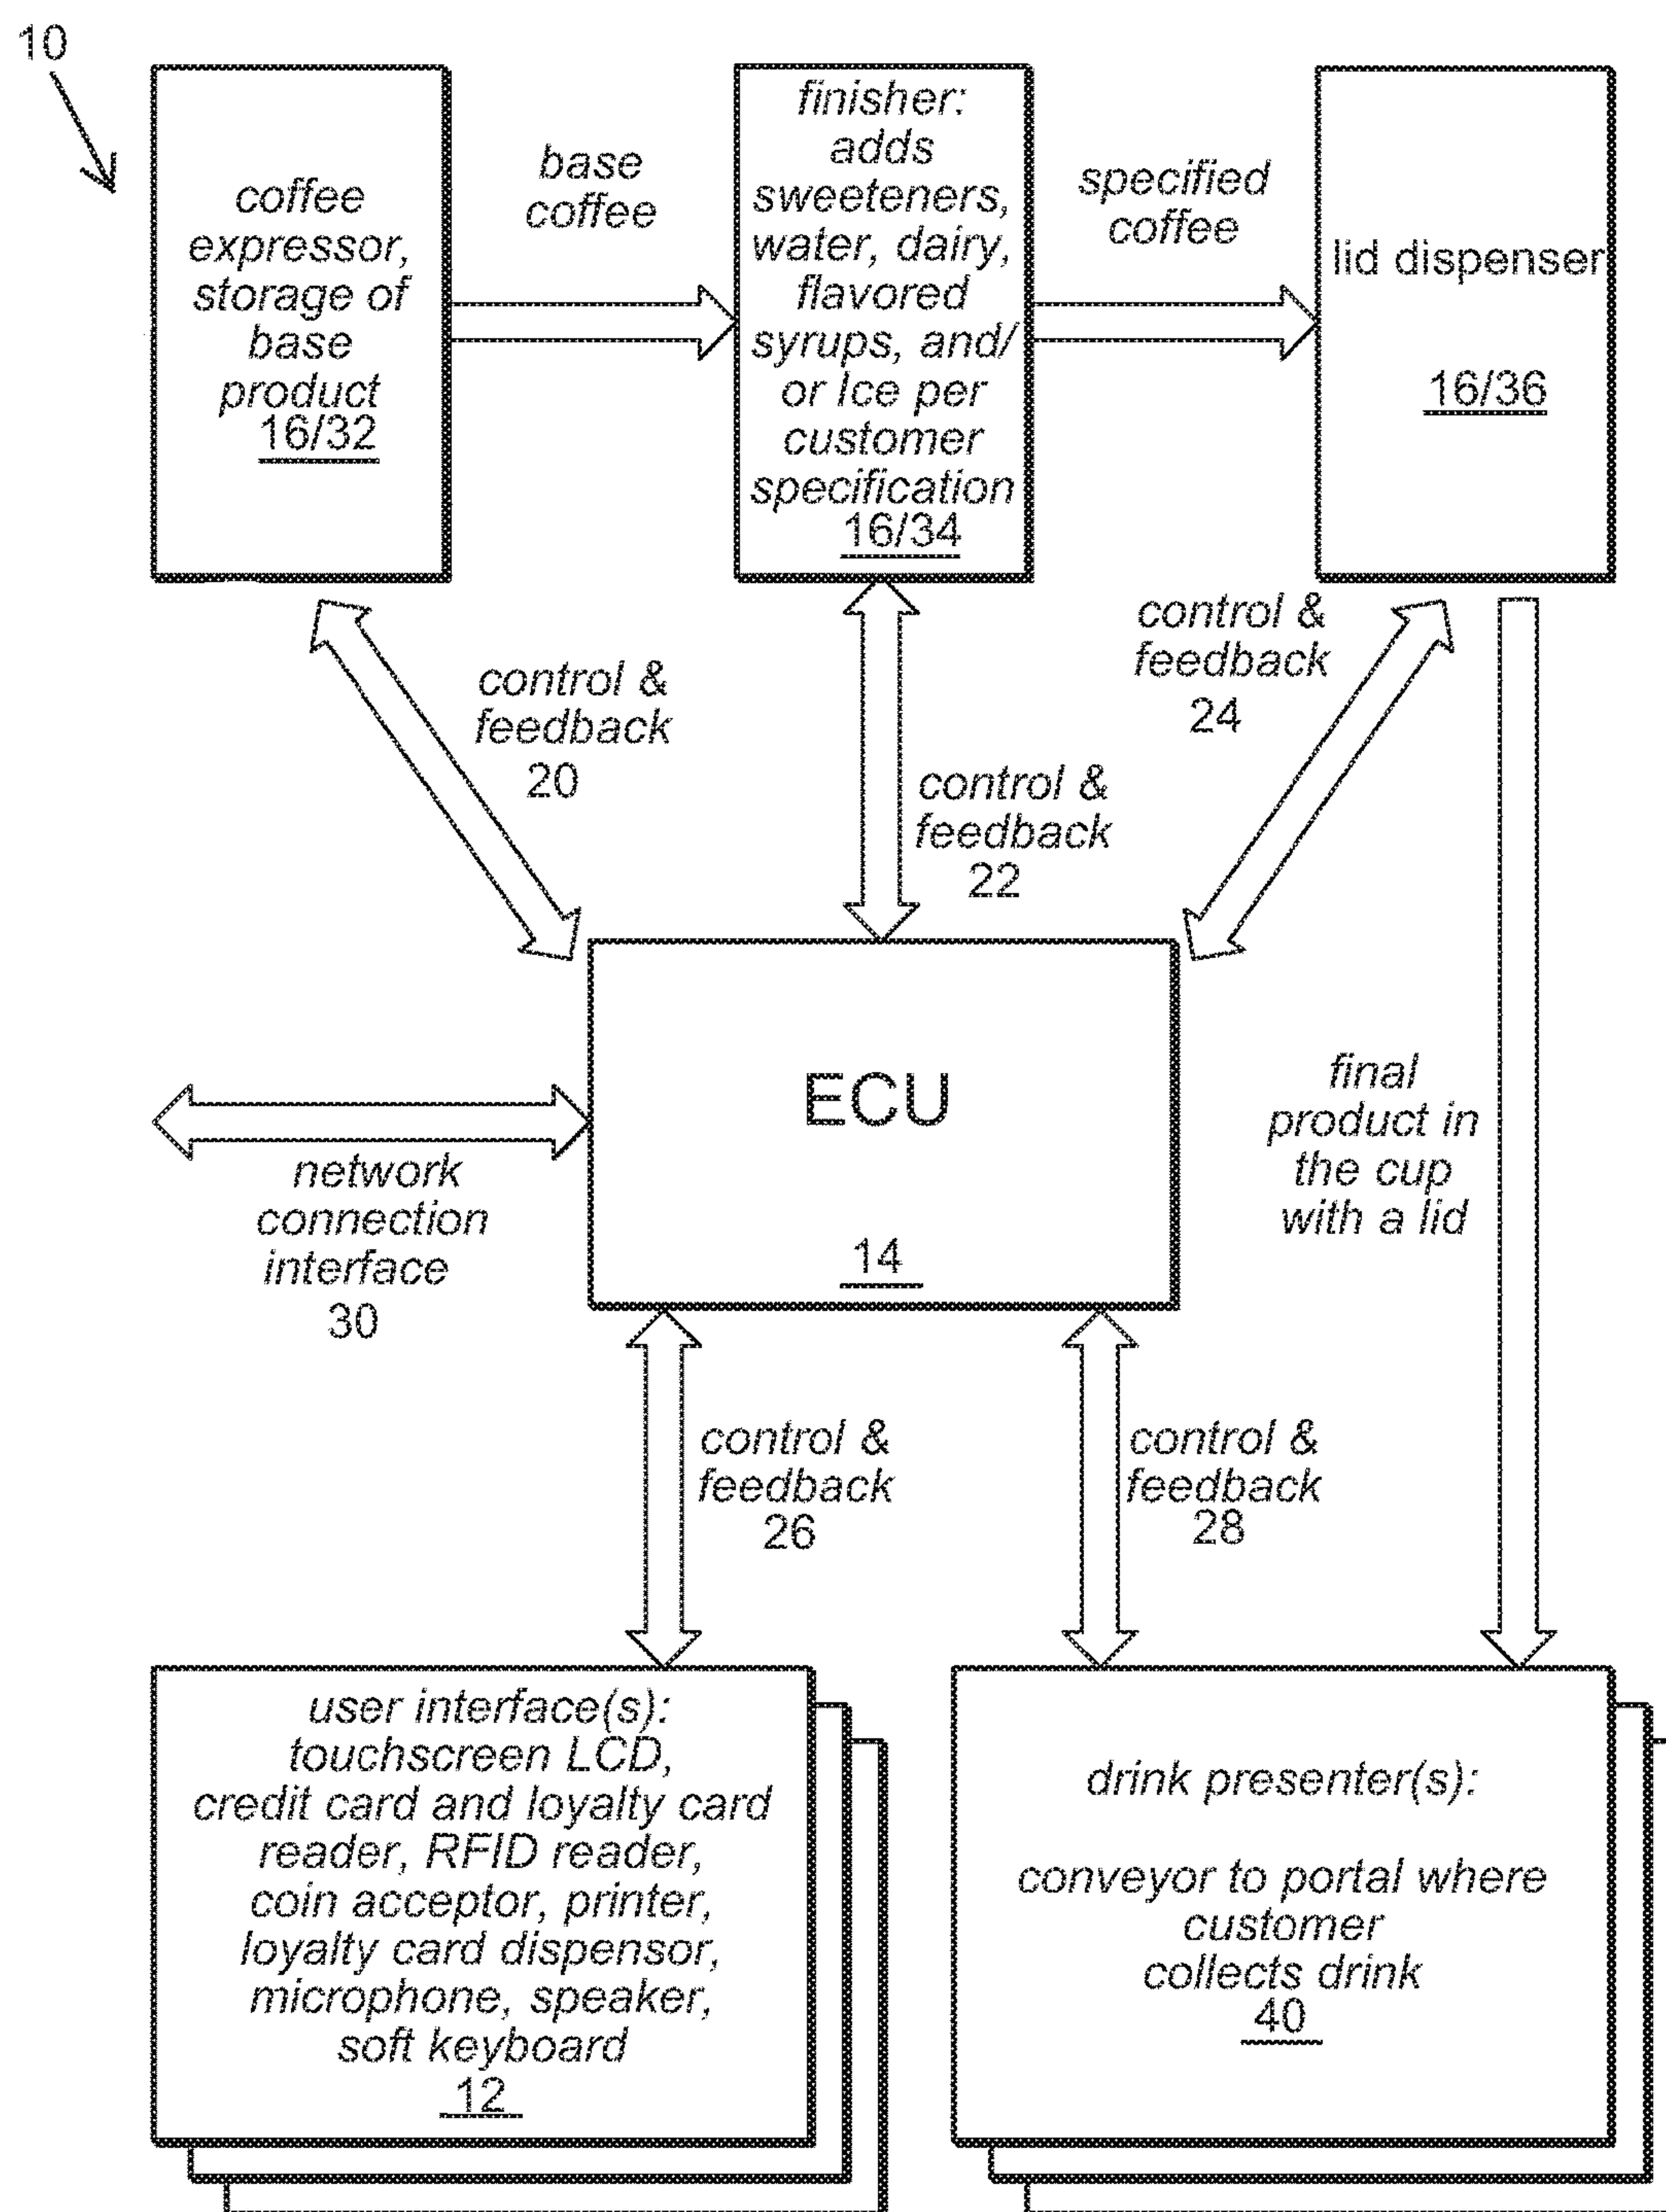 10
coffee
expressor,
storage of
base
product
16/32
base
coffee
finisher:
adds
sweeteners,
water, dairy,
flavored
syrups, and/
or Ice per
customer
specification
16/34
specified
coffee
lid dispenser
16/36
control &
feedback
20
control &
feedback
22
control &
feedback
24
ECU
14
network
connection
interface
30
final
product in
the cup
with a lid
control &
feedback
26
control &
feedback
28
user interface(s):
touchscreen LCD,
credit card and loyalty card
reader, RFID reader,
coin acceptor, printer,
loyalty card dispensor,
microphone, speaker,
soft keyboard
12
drink presenter(s):
conveyor to portal where
customer
collects drink
40